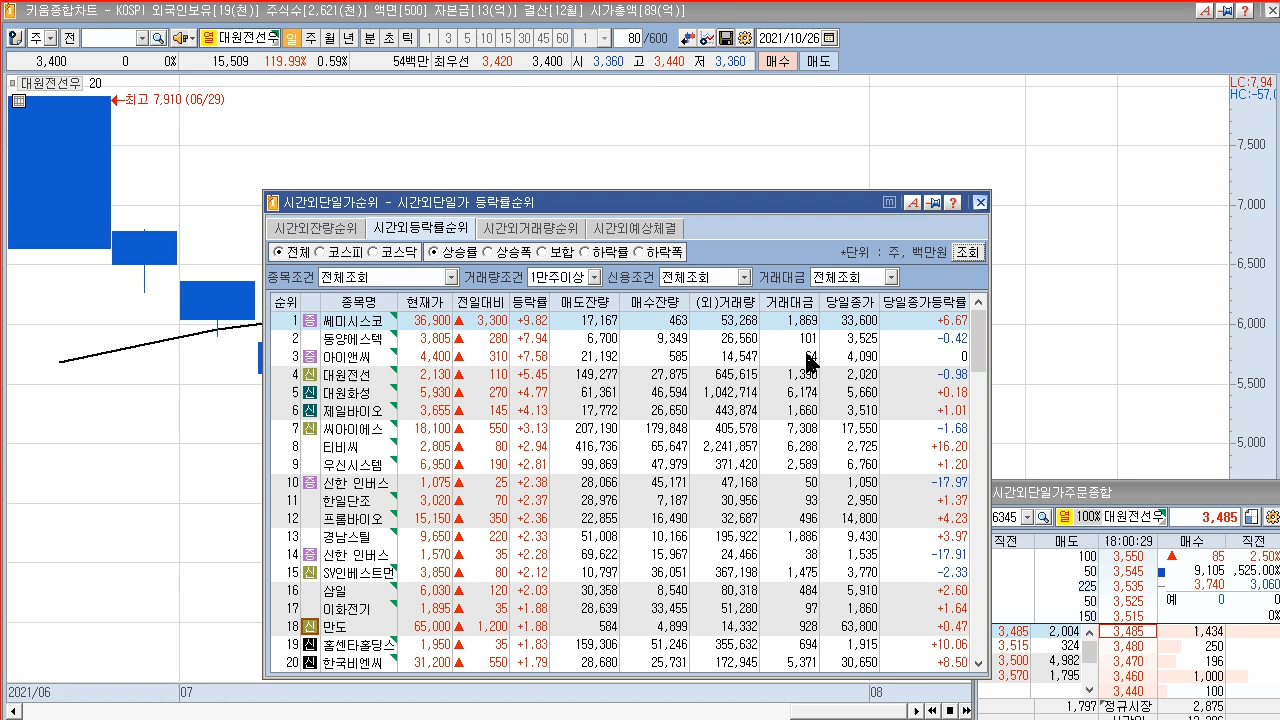 키움종합차트 - KOSPI 외국인보유[19(천)] 주식수[2,621(천)] 액면[500] 자본금[13(억)] 결산[12월] 시가총액[89(억)]
주 전 열 대원전선우 일 주 월 년 분 초 틱 1 3 5 10 15 30 45 60 1 80 /600 2021/10/26
3,400 0 0% 15,509 119.99% 0.59% 54백만 최우선 3,420 3,400 시 3,360 고 3,440 저 3,360 매수 매도
대원전선우 20
LC:7,94
HC:-57,0
최고 7,910 (06/29)
7,500
7,000
6,500
6,000
5,500
5,000
시간외단일가순위 - 시간외단일가 등락률순위
시간외잔량순위 시간외등락률순위 시간외거래량순위 시간외예상체결
전체 코스피 코스닥 상승률 상승폭 보합 하락률 하락폭 *단위 : 주, 백만원 조회
종목조건 전체조회 거래량조건 1만주이상 신용조건 전체조회 거래대금 전체조회
순위 종목명 현재가 전일대비 등락률 매도잔량 매수잔량 (외)거래량 거래대금 당일종가 당일종가등락률
1 증 쎄미시스코 36,900 ▲ 3,300 +9.82 17,167 463 53,268 1,869 33,600 +6.67
2 동양에스텍 3,805 ▲ 280 +7.94 6,700 9,349 26,560 101 3,525 -0.42
3 증 아미앤씨 4,400 ▲ 310 +7.58 21,192 585 14,547 4,090 0
4 신 대원전선 2,130 ▲ 110 +5.45 149,277 27,875 645,615 2,020 -0.98
5 신 대원화성 5,930 ▲ 270 +4.77 61,361 46,594 1,042,714 6,174 5,660 +0.18
6 신 제일바이오 3,655 ▲ 145 +4.13 17,772 26,650 443,874 1,660 3,510 +1.01
7 신 씨아이에스 18,100 ▲ 550 +3.13 207,190 179,848 405,578 7,308 17,550 -1.68
8 티비씨 2,805 ▲ 80 +2.94 416,736 65,647 2,241,857 6,288 2,725 +16.20
9 우신시스템 6,950 ▲ 190 +2.81 99,869 47,979 371,420 2,589 6,760 +1.20
10 증 신한 인버스 1,075 ▲ 25 +2.38 28,066 45,171 47,168 50 1,050 -17.97
11 한일단조 3,020 ▲ 70 +2.37 28,976 7,187 30,956 93 2,950 +1.37
12 프롬바이오 15,150 ▲ 350 +2.36 22,855 16,490 32,687 496 14,800 +4.23
13 경남스틸 9,650 ▲ 220 +2.33 51,008 10,166 195,922 1,886 9,430 +3.97
14 증 신한 인버스 1,570 ▲ 35 +2.28 69,622 15,967 24,466 38 1,535 -17.91
15 신 SV인베스트먼 3,850 ▲ 80 +2.12 10,797 36,051 367,198 1,475 3,770 -2.33
16 삼일 6,030 ▲ 120 +2.03 30,358 8,540 80,318 484 5,910 +2.60
17 이화전기 1,895 ▲ 35 +1.88 28,639 33,455 51,280 97 1,860 +1.64
18 신 만도 65,000 ▲ 1,200 +1.88 584 4,899 14,322 928 63,800 +0.47
19 신 홈센타홀딩스 1,950 ▲ 35 +1.83 159,306 51,246 355,632 694 1,915 +10.06
20 신 한국비엔씨 31,200 ▲ 550 +1.79 28,680 25,731 172,945 5,371 30,650 +8.50
시간외단일가주문종합
6345 열 100% 대원전선우 3,485
직전 매도 18:00:29 매수 직전
100 3,550 ▲ 85 2.50%
50 3,545 9,105 ,525.00%
225 3,535 3,740 3,060
50 3,525 예 0 0
150 3,515 0%
3,485 2,004 3,485 1,434
3,515 324 3,480 250
3,500 4,982 3,470 196
3,570 1,795 3,460 1,000
3,440 100
1,797 정규시장 2,875
2021/06 07 08